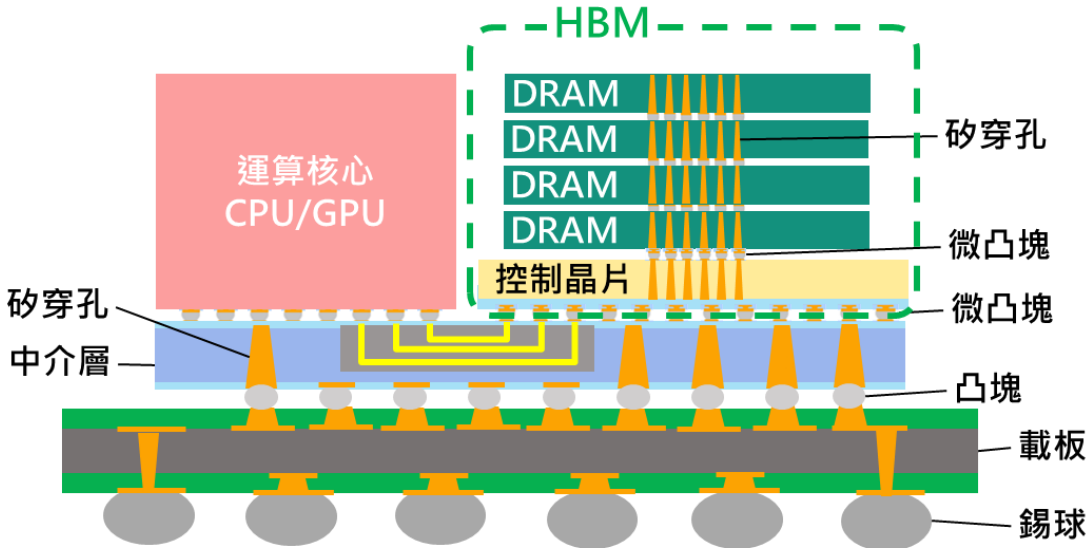 HBM
DRAM
DRAM
矽穿孔
DRAM
DRAM
運算核心
CPU/GPU
微凸塊
控制晶片
矽穿孔
微凸塊
中介層
凸塊
載板
錫球